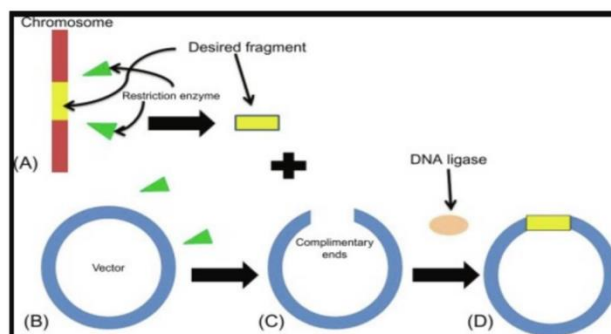 Chromosome
Desired fragment
Restriction enzyme
(A)
DNA ligase
Vector
Complimentary
ends
(B)
(C)
(D)